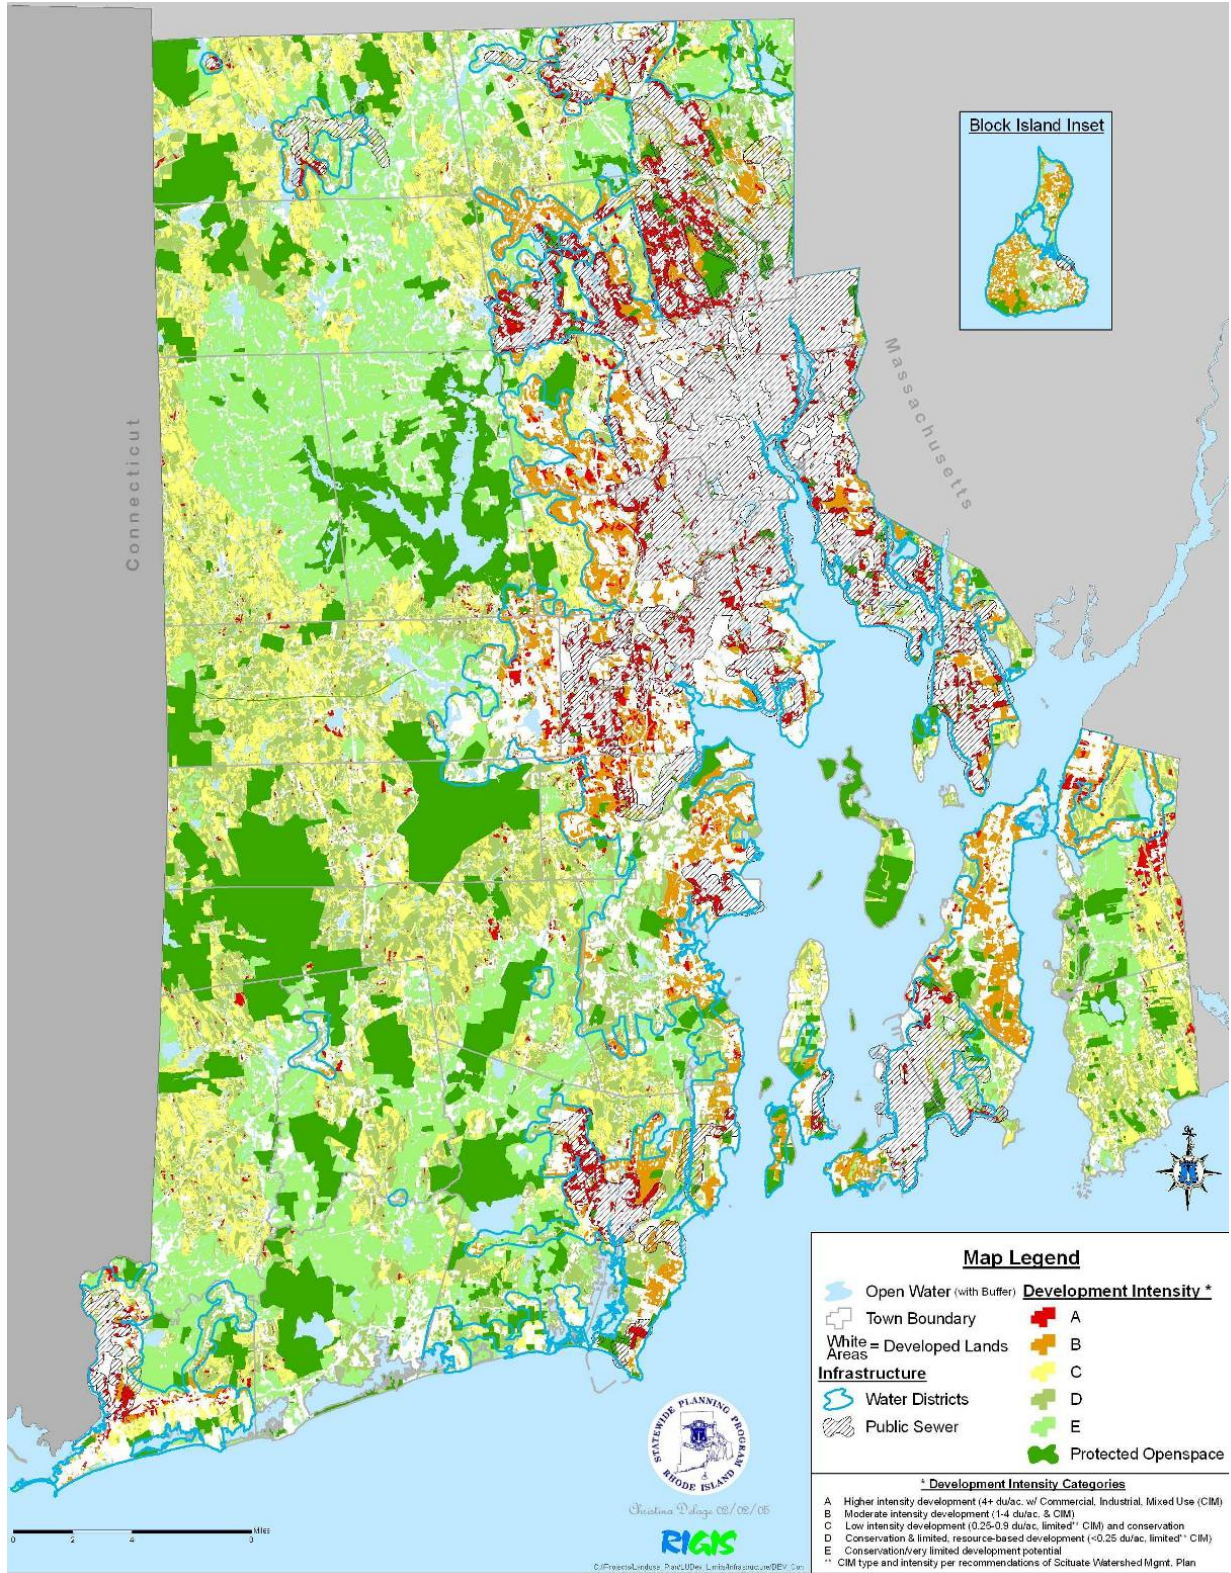 Block Island Inset
Massachusetts
Connecticut
Map Legend
Open Water (with Buffer)
Town Boundary
White Areas = Developed Lands
Infrastructure
Water Districts
Public Sewer
Development Intensity *
A
B
C
D
E
Protected Openspace
* Development Intensity Categories
A Higher intensity development (4+ du/ac. w/ Commercial, Industrial, Mixed Use (CIM)
B Moderate intensity development (1-4 du/ac, & CIM)
C Low intensity development (0.25-0.9 du/ac, limited** CIM) and conservation
D Conservation & limited, resource-based development (<0.25 du/ac, limited** CIM)
E Conservation/very limited development potential
** CIM type and intensity per recommendations of Scituate Watershed Mgmt. Plan
STATEWIDE PLANNING PROGRAM
RHODE ISLAND
Christina Delage 02/02/05
RIGIS
0 2 4 8 Miles